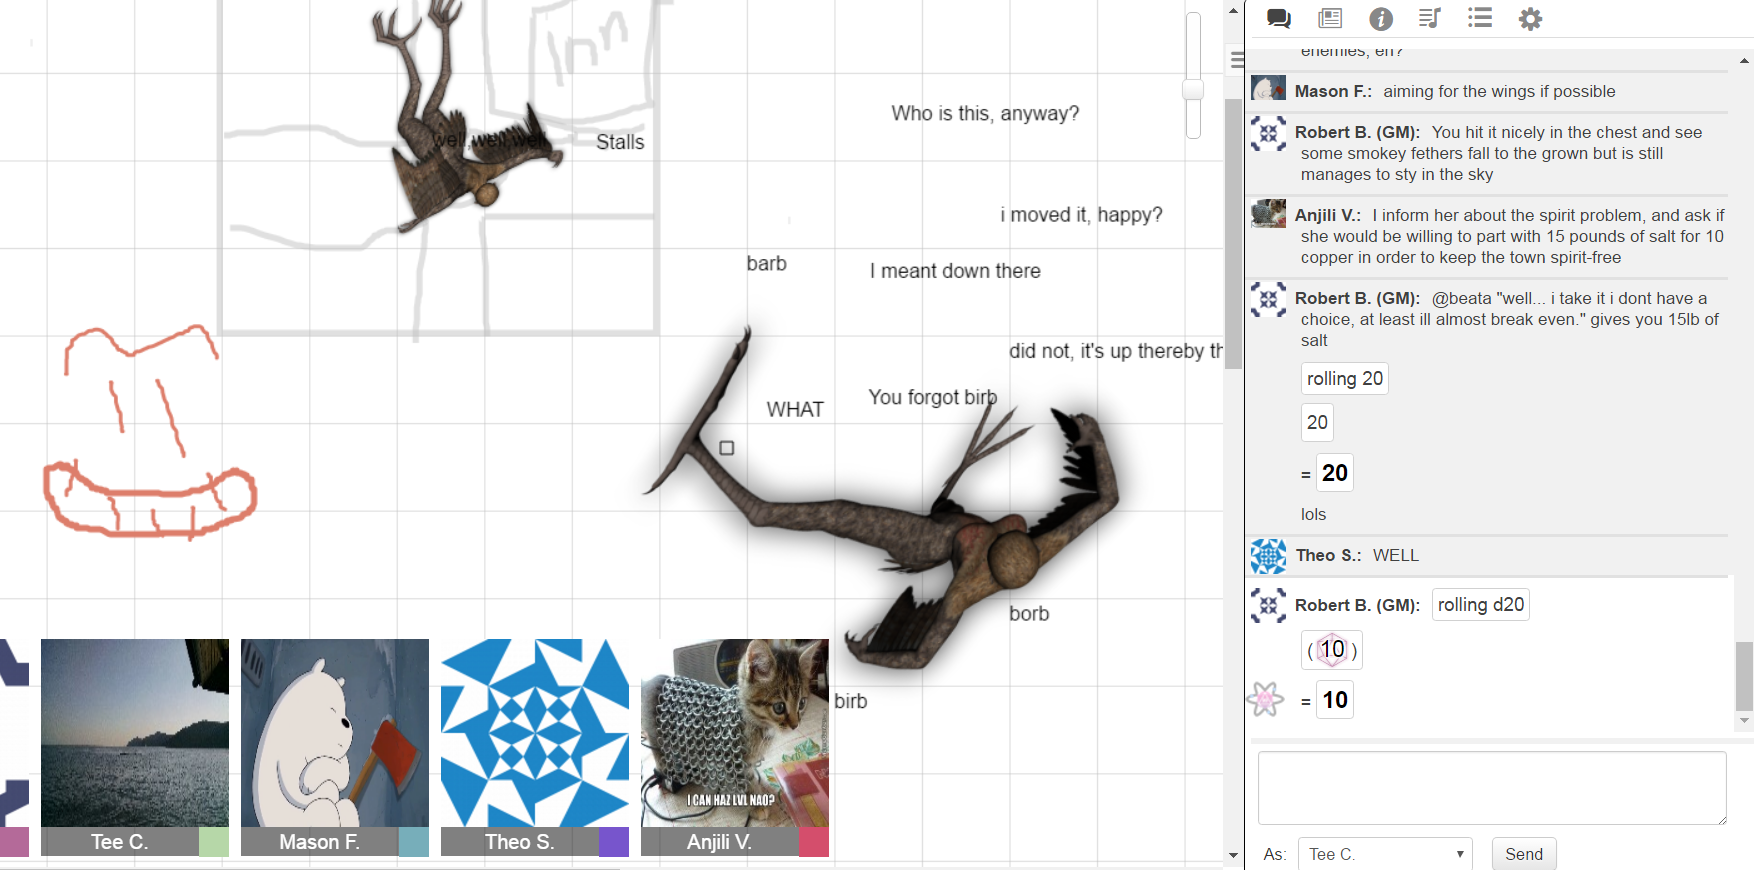 Inn
Who is this, anyway?
well,well,well
Stalls
i moved it, happy?
barb
I meant down there
did not, it's up thereby th
You forgot birb
WHAT
borb
birb
I CAN HAZ LVL NAO?
Tee C.
Mason F.
Theo S.
Anjili V.
enemies, eh?
Mason F.: aiming for the wings if possible
Robert B. (GM): You hit it nicely in the chest and see
some smokey fethers fall to the grown but is still
manages to sty in the sky
Anjili V.: I inform her about the spirit problem, and ask if
she would be willing to part with 15 pounds of salt for 10
copper in order to keep the town spirit-free
Robert B. (GM): @beata "well... i take it i dont have a
choice, at least ill almost break even." gives you 15lb of
salt
rolling 20
20
= 20
lols
Theo S.: WELL
Robert B. (GM): rolling d20
(10)
= 10
As: Tee C. Send